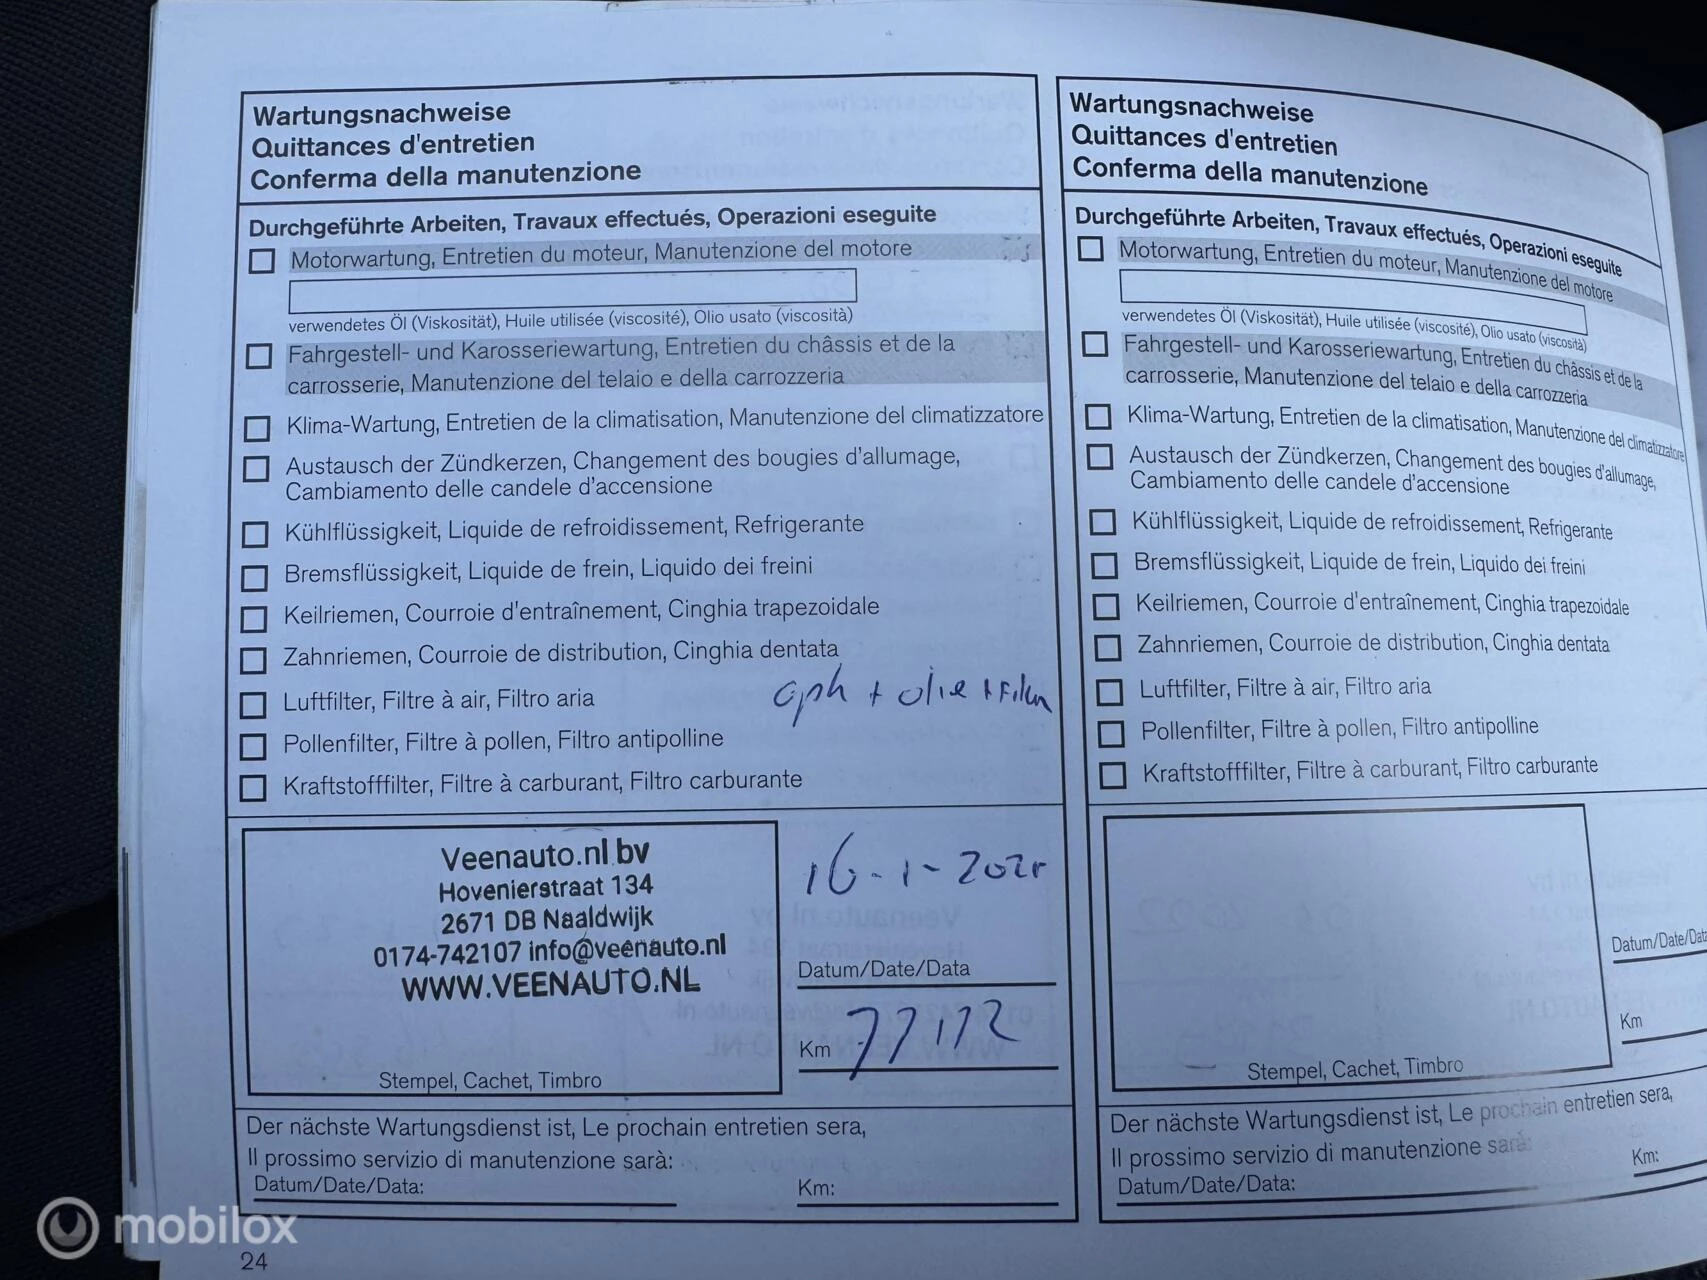 Wartungsnachweise
Quittances d'entretien
Conferma della manutenzione
Durchgeführte Arbeiten, Travaux effectués, Operazioni eseguite
Motorwartung, Entretien du moteur, Manutenzione del motore
verwendetes Öl (Viskosität), Huile utilisée (viscosité), Olio usato (viscosità)
Fahrgestell- und Karosseriewartung, Entretien du châssis et de la
carrosserie, Manutenzione del telaio e della carrozzeria
Klima-Wartung, Entretien de la climatisation, Manutenzione del climatizzatore
Austausch der Zündkerzen, Changement des bougies d'allumage,
Cambiamento delle candele d'accensione
Kühlflüssigkeit, Liquide de refroidissement, Refrigerante
Bremsflüssigkeit, Liquide de frein, Liquido dei freini
Keilriemen, Courroie d'entraînement, Cinghia trapezoidale
Zahnriemen, Courroie de distribution, Cinghia dentata
Luftfilter, Filtre à air, Filtro aria
+ olie +
Pollenfilter, Filtre à pollen, Filtro antipolline
Kraftstofffilter, Filtre à carburant, Filtro carburante
Veenauto.nl bv
Hovenierstraat 134
2671 DB Naaldwijk
0174-742107 info@veenauto.nl
WWW.VEENAUTO.NL
Stempel, Cachet, Timbro
16-1-
Datum/Date/Data
Km 77112
Der nächste Wartungsdienst ist, Le prochain entretien sera,
Il prossimo servizio di manutenzione sarà:
Datum/Date/Data:
Km:
24
Wartungsnachweise
Quittances d'entretien
Conferma della manutenzione
Durchgeführte Arbeiten, Travaux effectués, Operazioni eseguite
Motorwartung, Entretien du moteur, Manutenzione del motore
verwendetes Öl (Viskosität), Huile utilisée (viscosité), Olio usato (viscosità)
Fahrgestell- und Karosseriewartung, Entretien du châssis et de la
carrosserie, Manutenzione del telaio e della carrozzeria
Klima-Wartung, Entretien de la climatisation, Manutenzione del climatizzatore
Austausch der Zündkerzen, Changement des bougies d'allumage,
Cambiamento delle candele d'accensione
Kühlflüssigkeit, Liquide de refroidissement, Refrigerante
Bremsflüssigkeit, Liquide de frein, Liquido dei freini
Keilriemen, Courroie d'entraînement, Cinghia trapezoidale
Zahnriemen, Courroie de distribution, Cinghia dentata
Luftfilter, Filtre à air, Filtro aria
Pollenfilter, Filtre à pollen, Filtro antipolline
Kraftstofffilter, Filtre à carburant, Filtro carburante
Stempel, Cachet, Timbro
Datum/Date/Data
Km
Der nächste Wartungsdienst ist, Le prochain entretien sera,
Il prossimo servizio di manutenzione sarà:
Datum/Date/Data:
Km:
mobilox